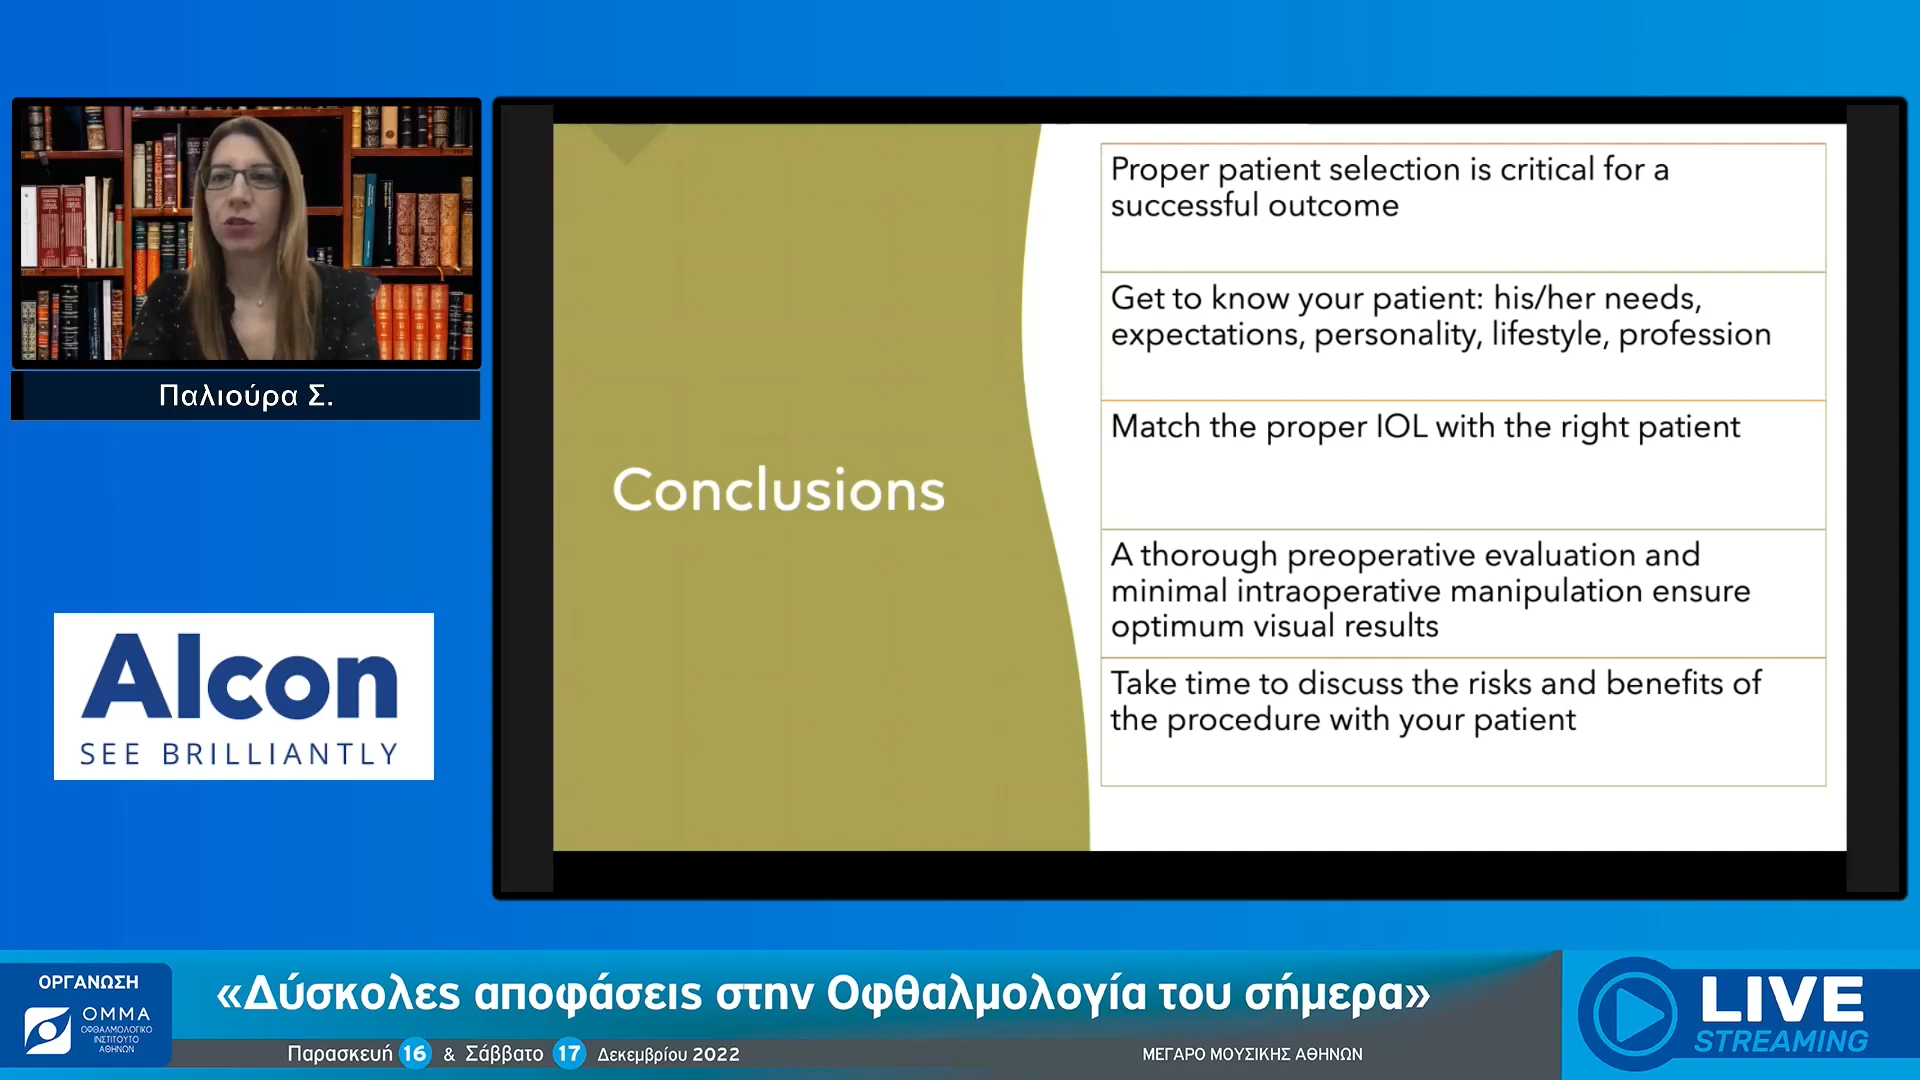 Παλιούρα Σ.
Alcon
SEE BRILLIANTLY
Conclusions
Proper patient selection is critical for a
successful outcome
Get to know your patient: his/her needs,
expectations, personality, lifestyle, profession
Match the proper IOL with the right patient
A thorough preoperative evaluation and
minimal intraoperative manipulation ensure
optimum visual results
Take time to discuss the risks and benefits of
the procedure with your patient
ΟΡΓΑΝΩΣΗ
ΟΜΜΑ
ΟΦΘΑΛΜΟΛΟΓΙΚΟ
ΙΝΣΤΙΤΟΥΤΟ
ΑΘΗΝΩΝ
«Δύσκολες αποφάσεις στην Οφθαλμολογία του σήμερα»
Παρασκευή 16 & Σάββατο 17 Δεκεμβρίου 2022
ΜΕΓΑΡΟ ΜΟΥΣΙΚΗΣ ΑΘΗΝΩΝ
LIVE
STREAMING